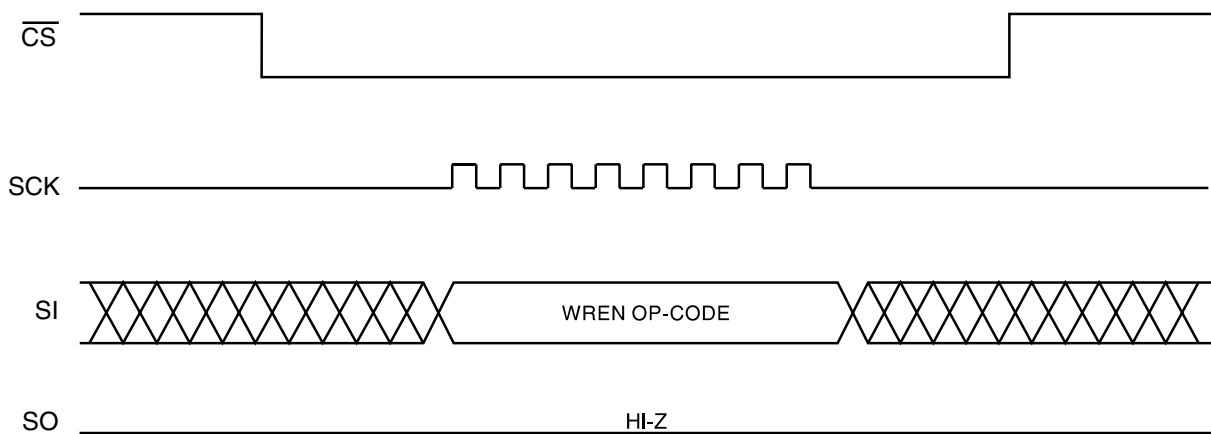 CS
SCK
SI
WREN OP-CODE
SO
HI-Z